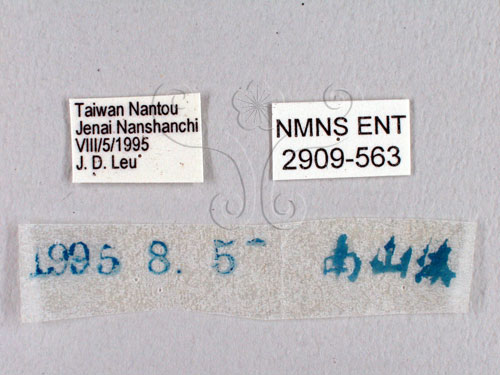 Taiwan Nantou
Jenai Nanshanchi
VIII/5/1995
J. D. Leu
NMNS ENT
2909-563
1995 8. 5
南山溪